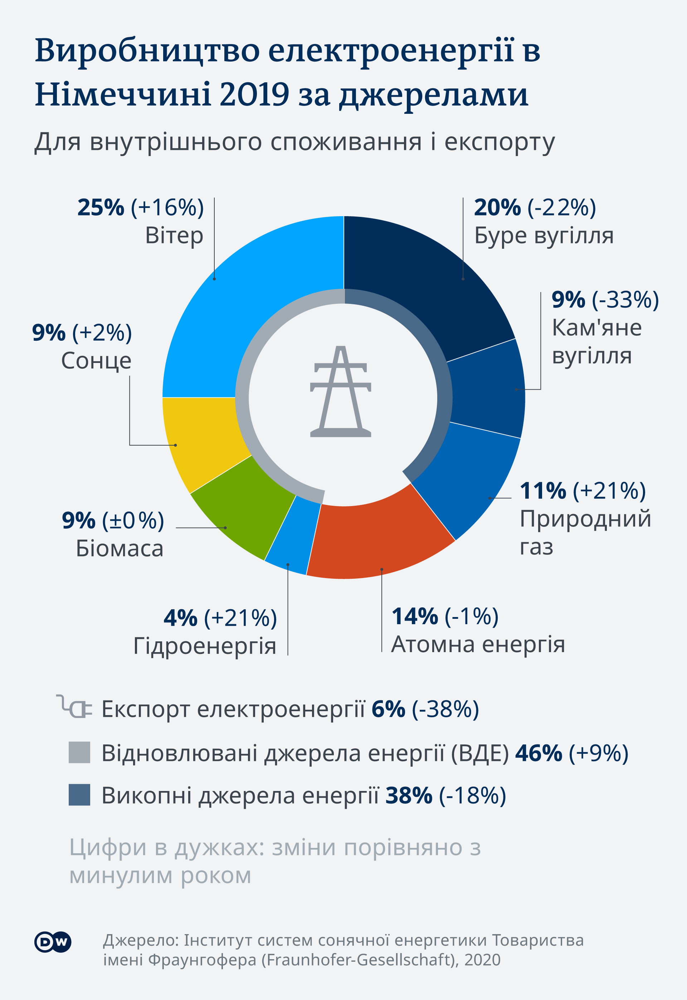 Виробництво електроенергії в
Німеччині 2019 за джерелами
Для внутрішнього споживання і експорту
25% (+16%)
Вітер
20% (-22%)
Буре вугілля
9% (-33%)
Кам'яне
вугілля
9% (+2%)
Сонце
11% (+21%)
Природний
газ
9% (±0 %)
Біомаса
4% (+21%)
Гідроенергія
14% (-1%)
Атомна енергія
Експорт електроенергії 6% (-38%)
Відновлювані джерела енергії (ВДЕ) 46% (+9%)
Викопні джерела енергії 38% (-18%)
Цифри в дужках: зміни порівняно з
минулим роком
DW
Джерело: Інститут систем сонячної енергетики Товариства
імені Фраунгофера (Fraunhofer-Gesellschaft), 2020